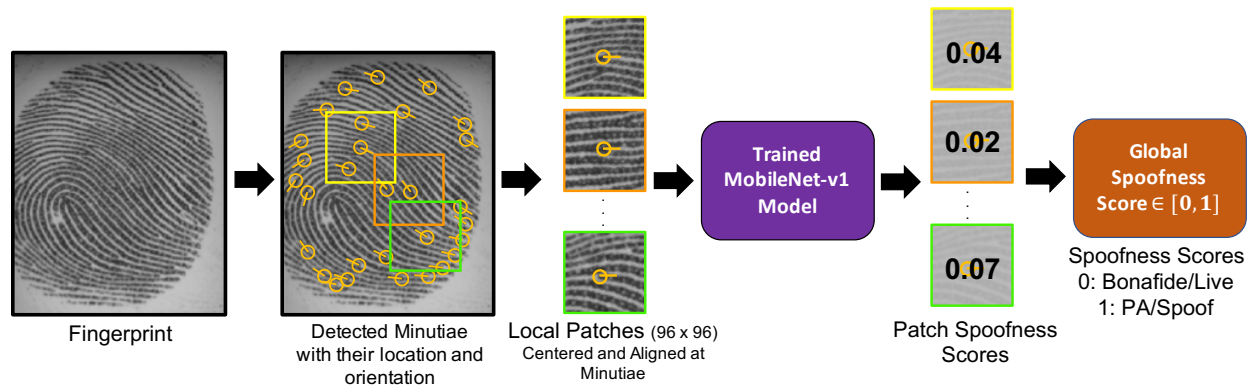 Fingerprint
Detected Minutiae
with their location and
orientation
Local Patches (96 x 96)
Centered and Aligned at
Minutiae
Trained
MobileNet-v1
Model
0.04
0.02
0.07
Patch Spoofness
Scores
Global
Spoofness
Score ∈ [0, 1]
Spoofness Scores
0: Bonafide/Live
1: PA/Spoof